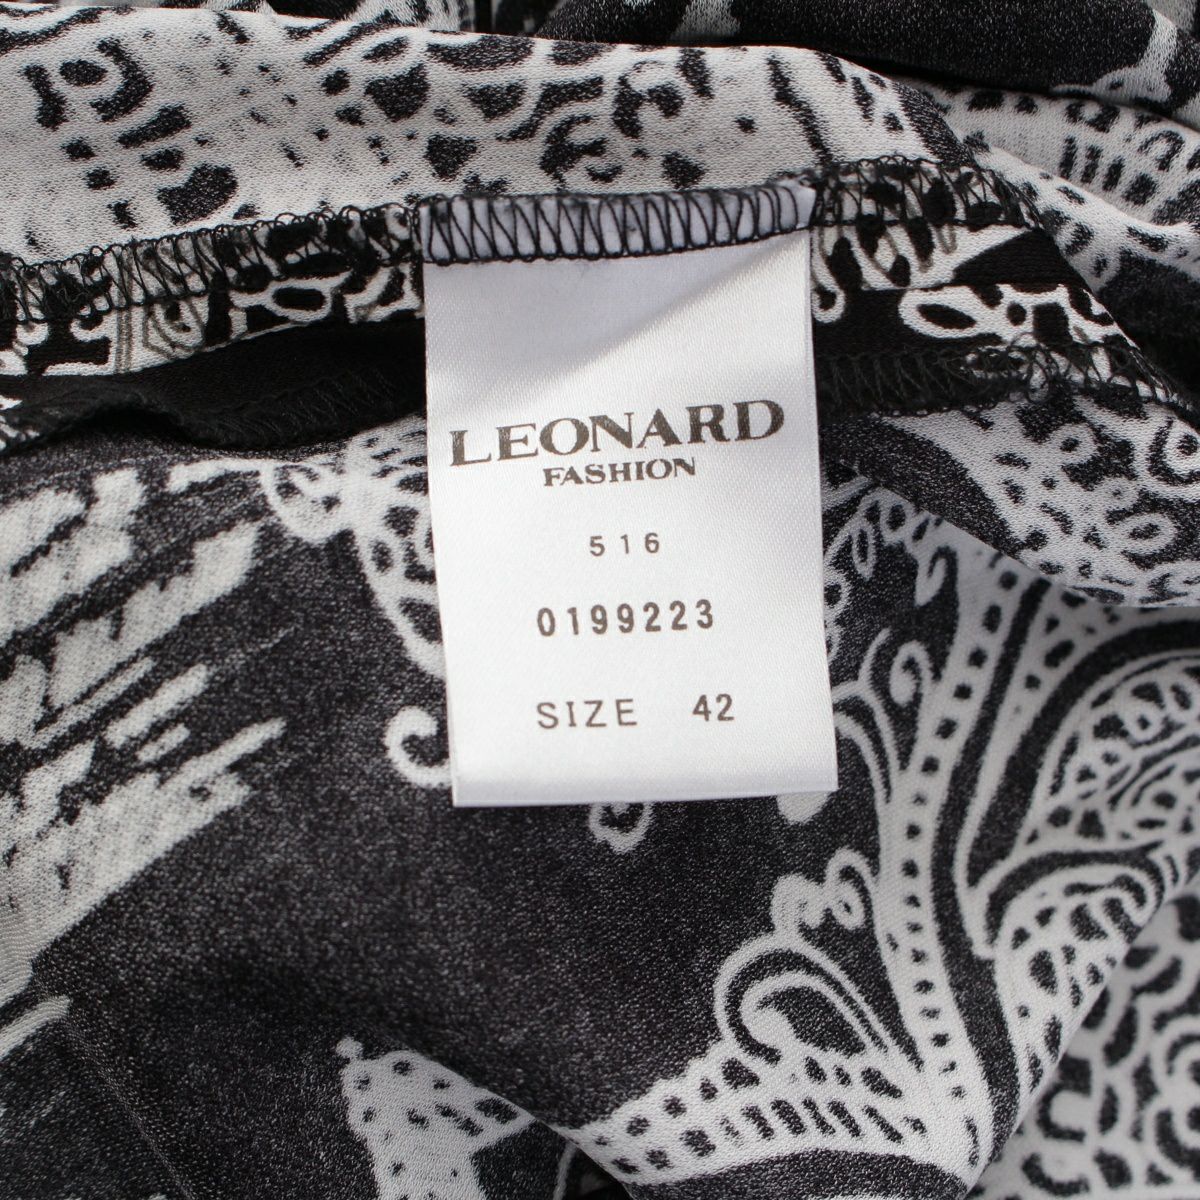 LEONARD
FASHION
516
0199223
SIZE 42